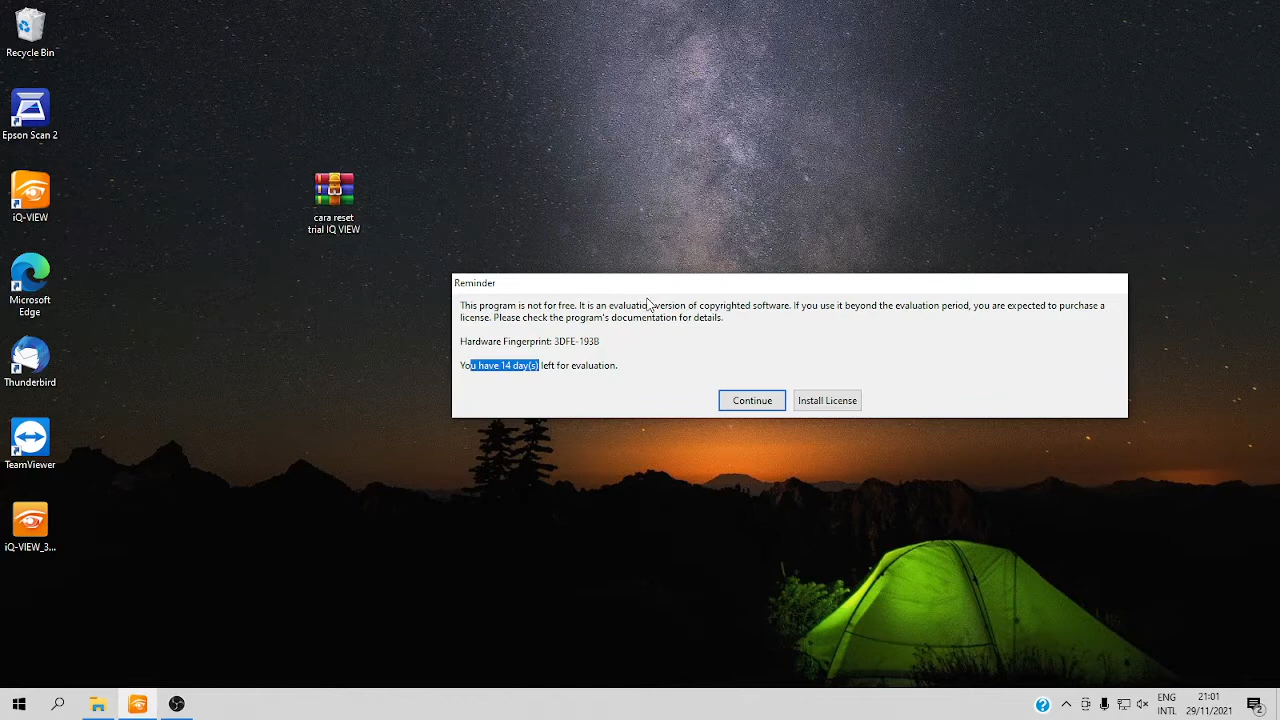 Recycle Bin
Epson Scan 2
iQ-VIEW
Microsoft
Edge
Thunderbird
TeamViewer
iQ-VIEW_3...
cara reset
trial IQ VIEW
Reminder
This program is not for free. It is an evaluation version of copyrighted software. If you use it beyond the evaluation period, you are expected to purchase a
license. Please check the program's documentation for details.
Hardware Fingerprint: 3DFE-193B
You have 14 day(s) left for evaluation.
Continue
Install License
ENG
INTL
21:01
29/11/2021
2